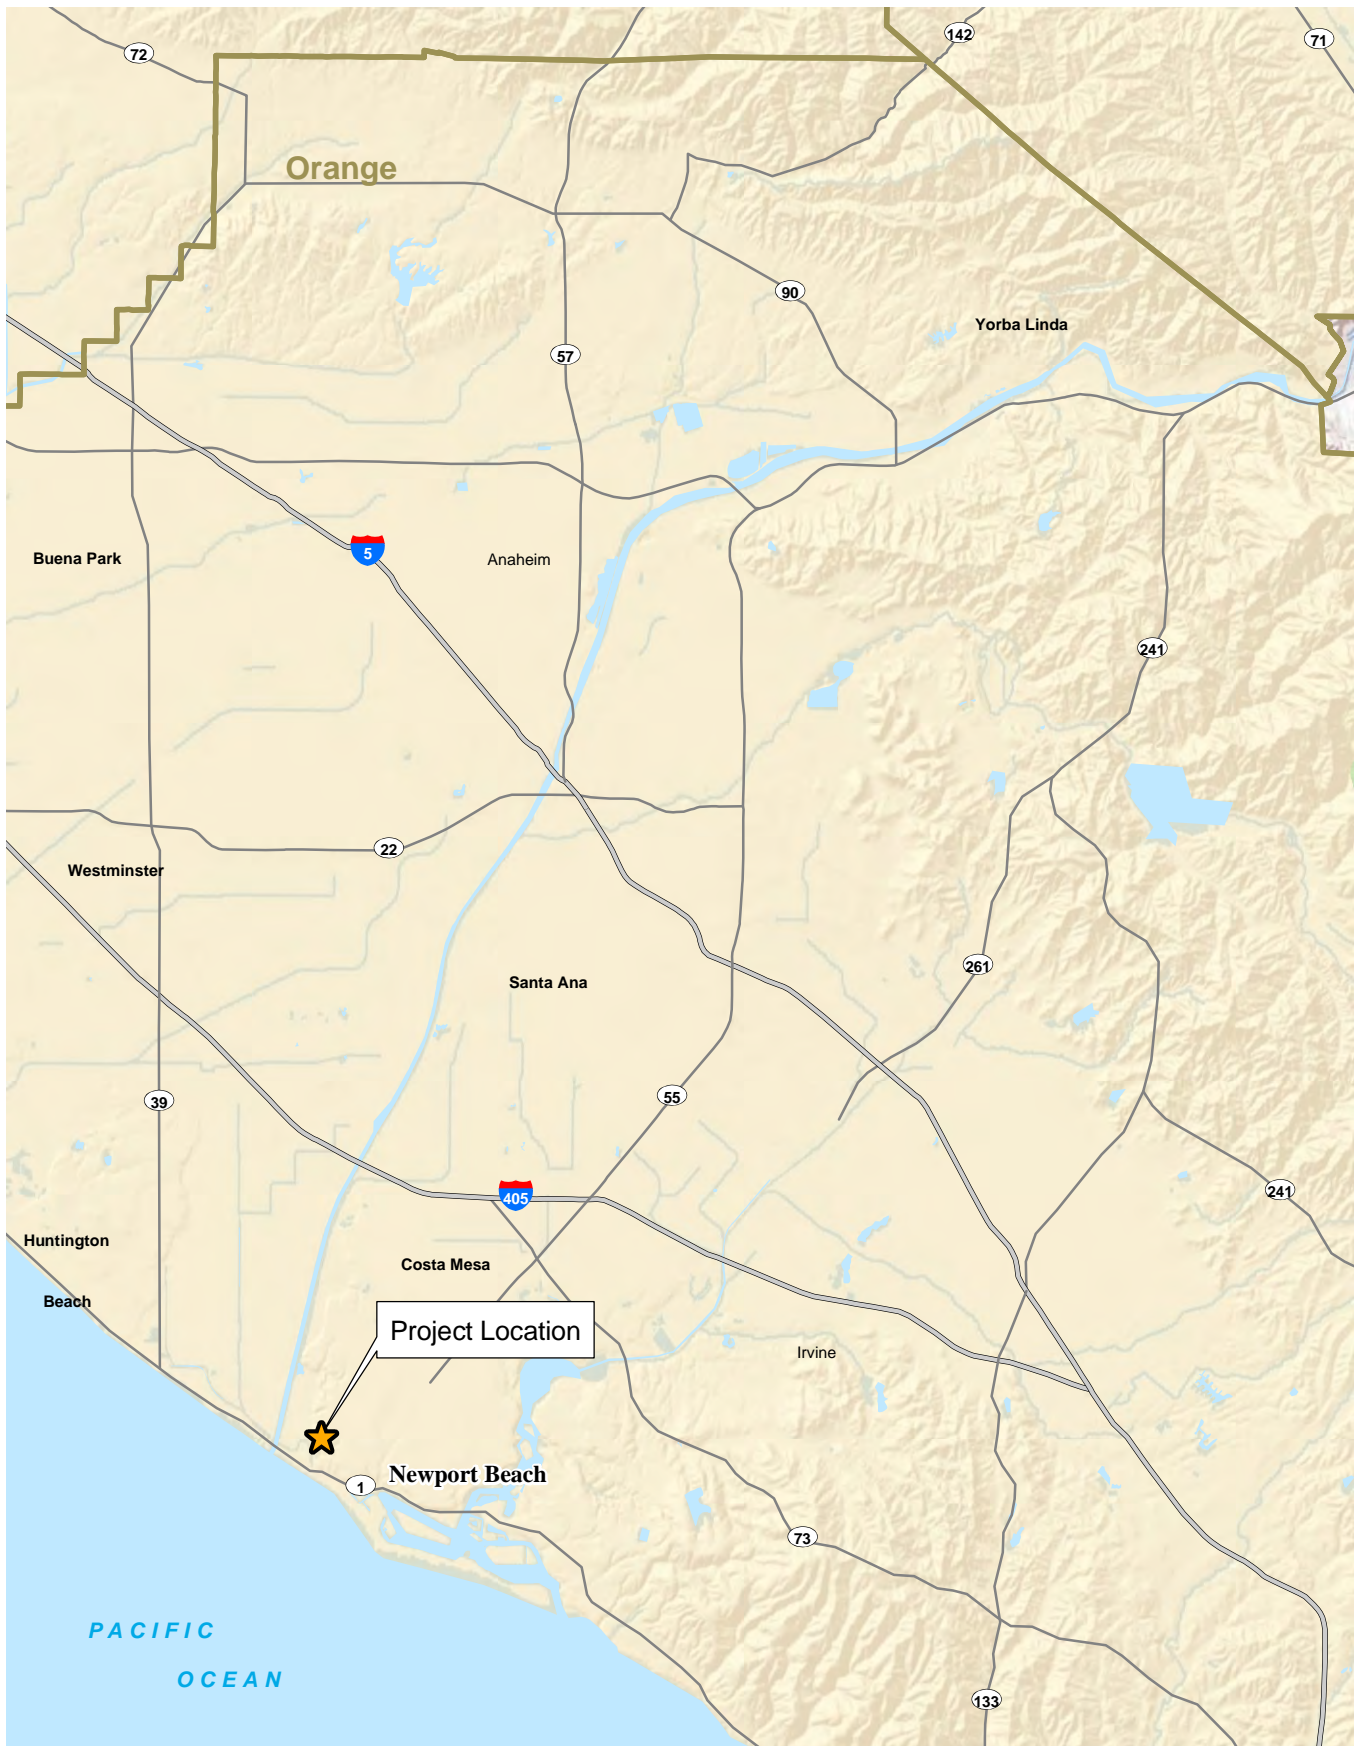 72
142
71
Orange
90
Yorba Linda
57
5
Buena Park
Anaheim
241
22
Westminster
261
Santa Ana
39
55
405
241
Huntington
Costa Mesa
Beach
Project Location
Irvine
Newport Beach
1
73
PACIFIC
OCEAN
133